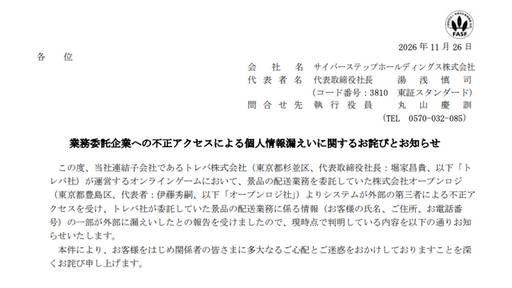 FASF
2026年11月26日
各 位
会 社 名 サイバーステップホールディングス株式会社
代 表 者 名 代表取締役社長 湯 浅 慎 司
(コード番号:3810 東証スタンダード)
問合せ先 執 行 役 員 丸 山 慶 訓
(TEL 0570-032-085)
業務委託企業への不正アクセスによる個人情報漏えいに関するお詫びとお知らせ
この度、当社連結子会社であるトレバ株式会社(東京都杉並区、代表取締役社長:堀家昌貴、以下「ト
レバ社」)が運営するオンラインゲームにおいて、景品の配送業務を委託していた株式会社オープンロジ
(東京都豊島区、代表者:伊藤秀嗣、以下「オープンロジ社」)よりシステムが外部の第三者による不正ア
クセスを受け、トレバ社が委託していた景品の配送業務に係る情報(お客様の氏名、ご住所、お電話番
号)の一部が外部に漏えいしたとの報告を受けましたので、現時点で判明している内容を以下の通りお知
らせいたします。
本件により、お客様をはじめ関係者の皆さまに多大なるご心配とご迷惑をおかけしておりますことを深
くお詫び申し上げます。